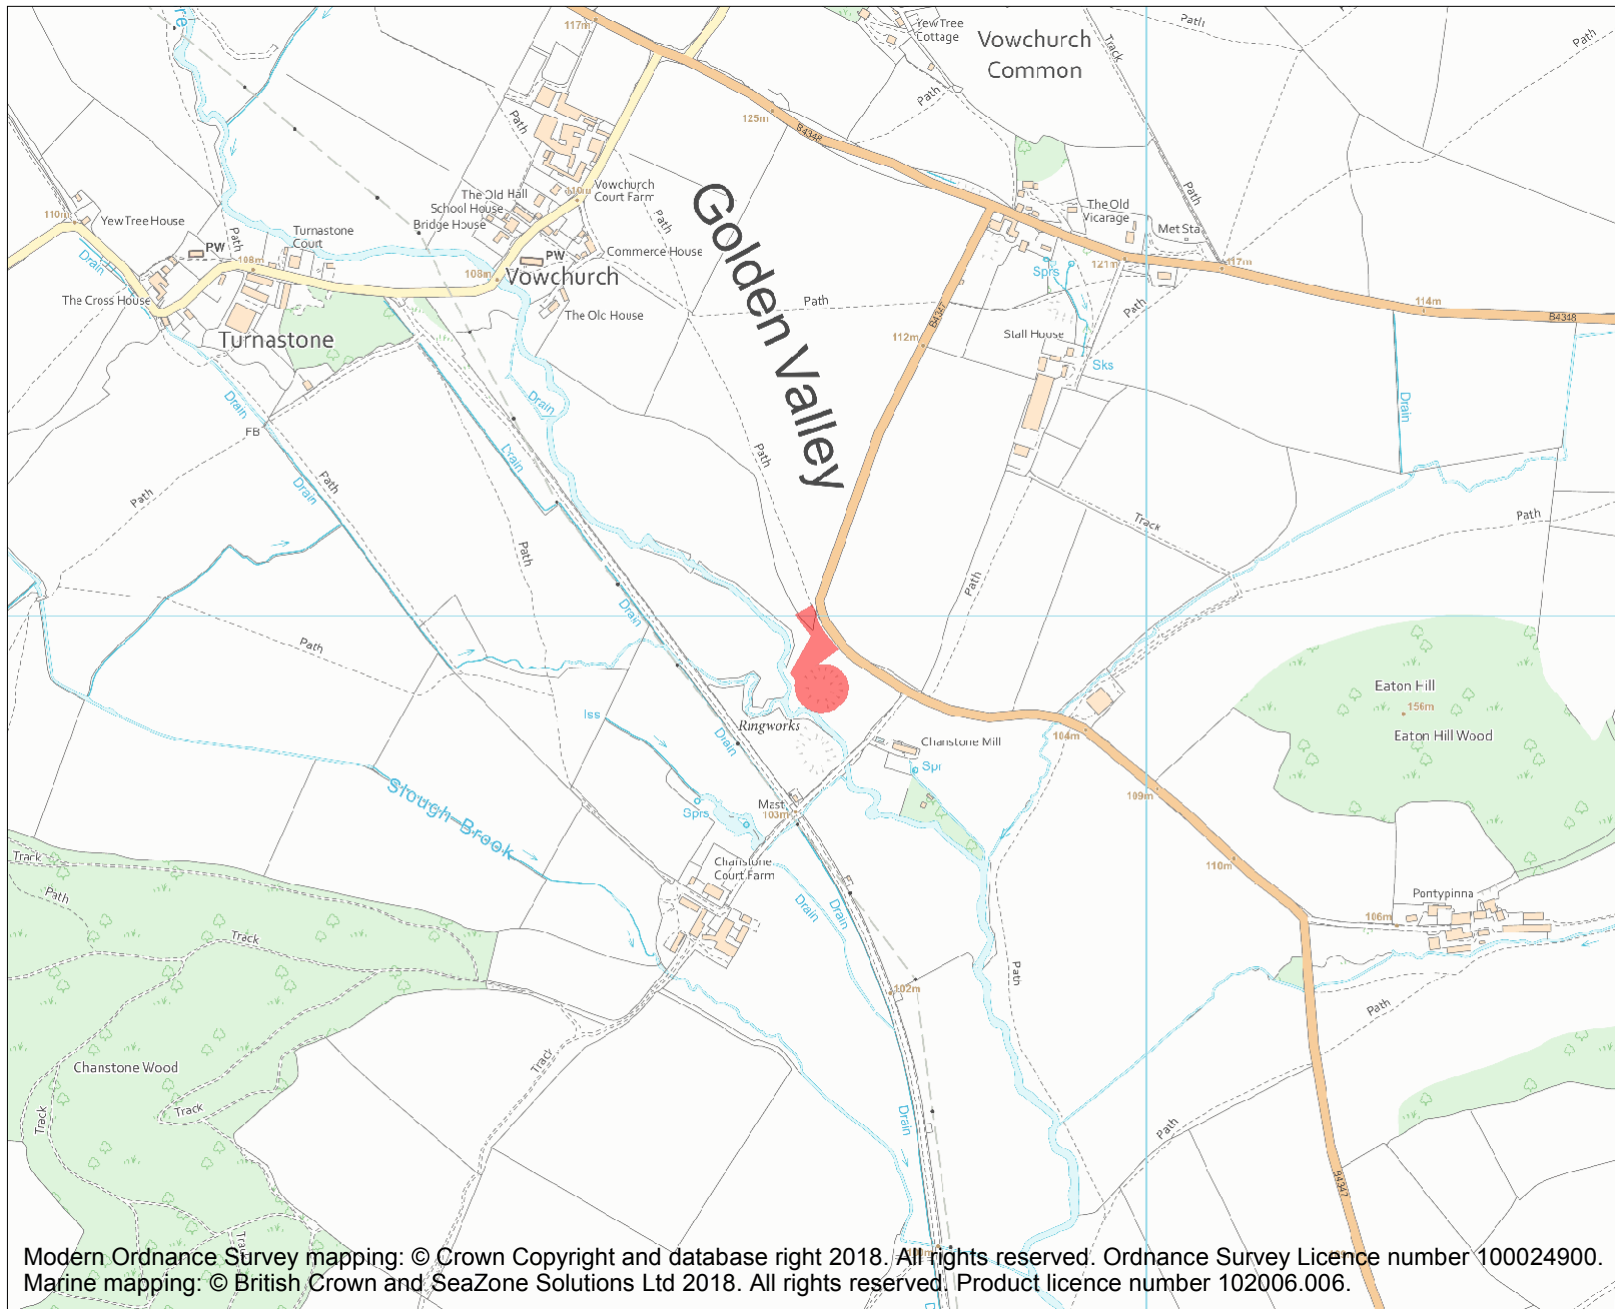 117m
Yew Tree
Cottage
Vowchurch
Common
Track
Path
Path
re
Path
125m
B4348
Path
Path
The Old Hall
School House
Bridge House
110m
Vowchurch
Court Farm
Path
Golden Valley
The Old
Vicarage
Path
Met Sta
110m
Yew Tree House
PW
Path
Turnastone
Court
108m
Drain
108m
PW
Commerce House
Vowchurch
Sprs
121m
117m
The Cross House
The Old House
Path
B4347
Path
114m
B4348
Turnastone
112m
Stall House
Sks
Drain
Drain
Drain
FB
Path
Drain
Path
Drain
Path
Path
Track
Path
Path
Drain
Path
Path
Iss
Ringworks
Drain
Chanstone Mill
Spr
Eaton Hill
156m
Eaton Hill Wood
104m
Slough Brook
Sprs
Mast
103m
109m
Track
Path
Chanstone
Court Farm
110m
Drain
Drain
Pontypinna
106m
Track
Path
102m
Path
Chanstone Wood
Track
Track
Track
Drain
Path
B4347
Track
Modern Ordnance Survey mapping: © Crown Copyright and database right 2018. All rights reserved. Ordnance Survey Licence number 100024900.
Marine mapping: © British Crown and SeaZone Solutions Ltd 2018. All rights reserved. Product licence number 102006.006.
D